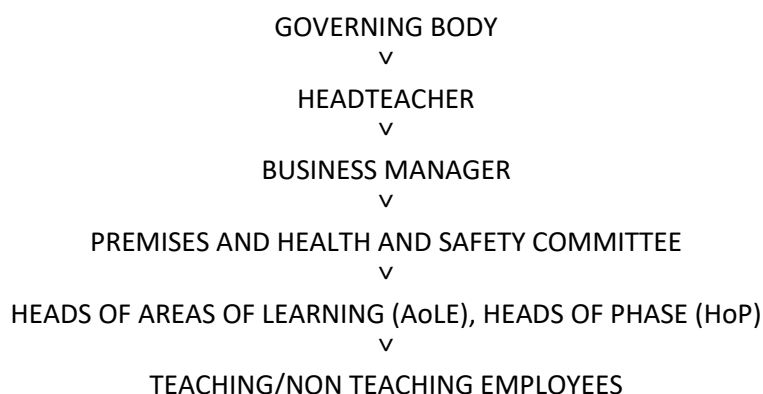 GOVERNING BODY
˅
HEADTEACHER
˅
BUSINESS MANAGER
˅
PREMISES AND HEALTH AND SAFETY COMMITTEE
˅
HEADS OF AREAS OF LEARNING (AoLE), HEADS OF PHASE (HoP)
˅
TEACHING/NON TEACHING EMPLOYEES